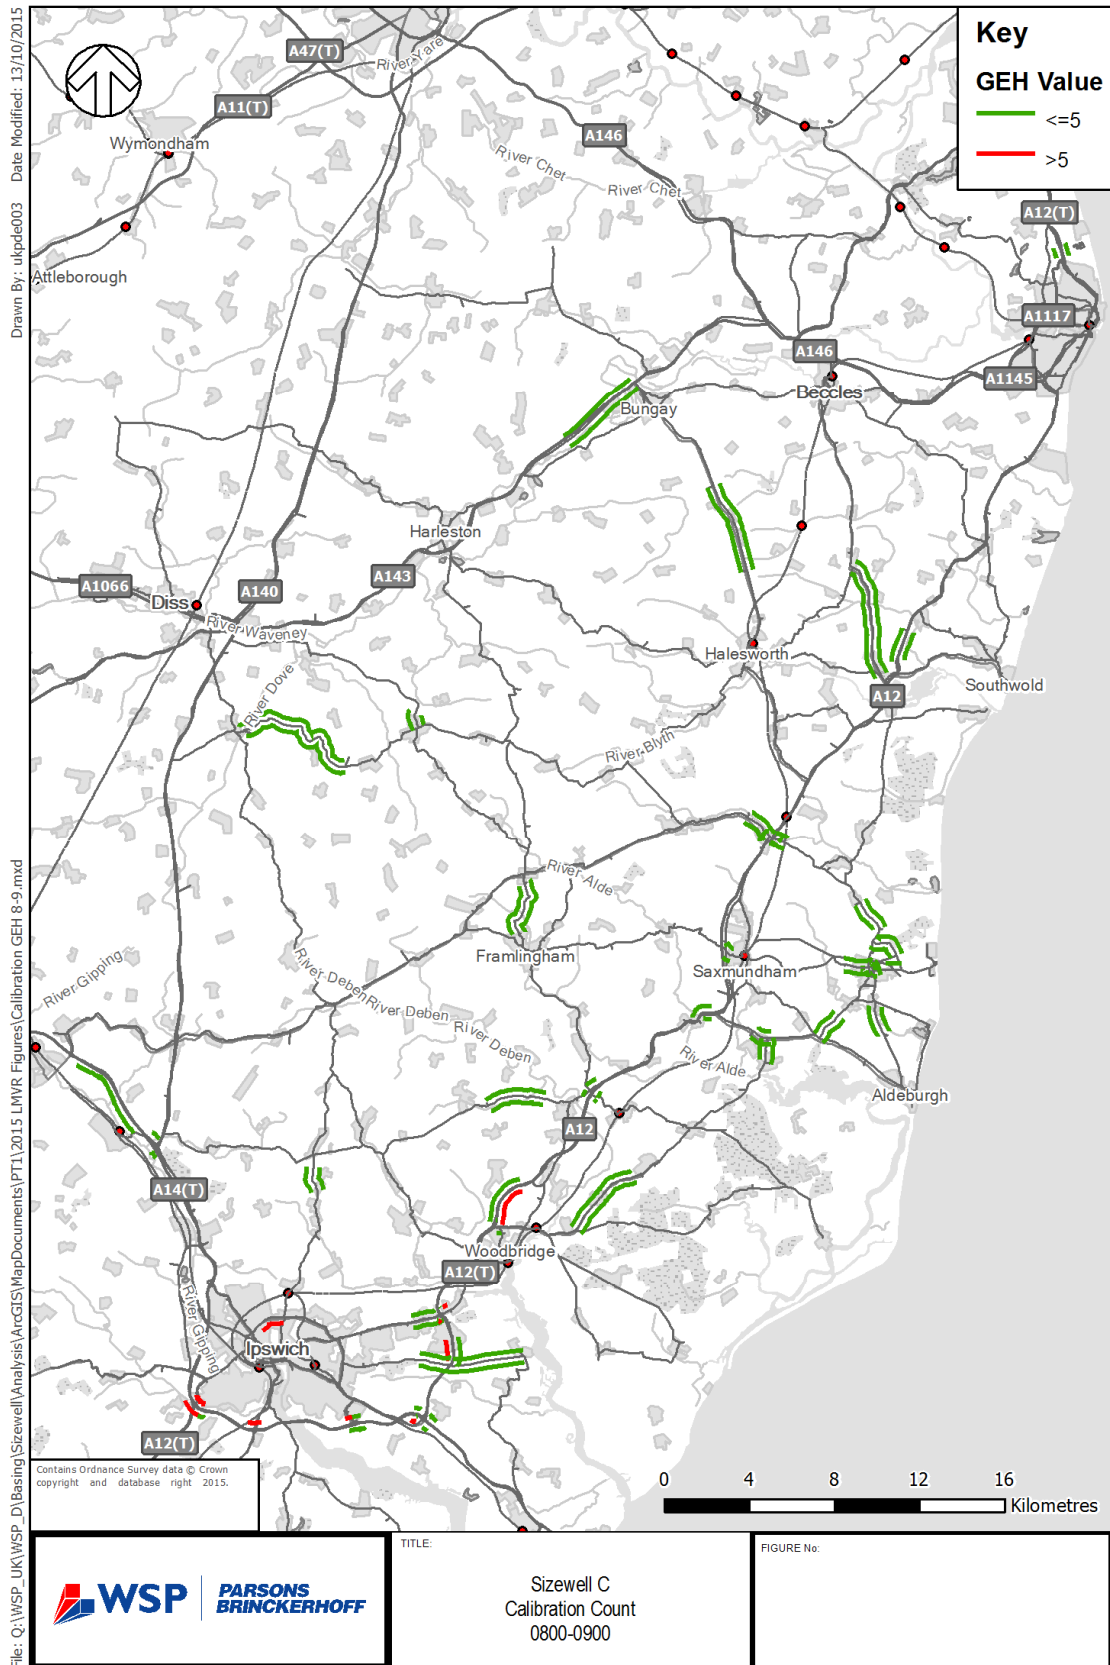 Drawn By: ukpde003    Date Modified: 13/10/2015
File: Q:\WSP_UK\WSP_D\Basing\Sizewell\Analysis\ArcGIS\MapDocuments\PT1\2015 LMVR Figures\Calibration GEH 8-9.mxd
Key
GEH Value
<=5
>5
A47(T)
River Yare
A11(T)
Wymondham
A146
River Chet
River Chet
A12(T)
Attleborough
A1117
A146
A1145
Beccles
Bungay
Harleston
A1066
A140
A143
Diss
River Waveney
Halesworth
Southwold
A12
River Dove
River Blyth
River Alde
Framlingham
Saxmundham
River Gipping
River Deben
River Deben
River Deben
River Alde
Aldeburgh
A12
A14(T)
Woodbridge
A12(T)
River Gipping
Ipswich
A12(T)
Contains Ordnance Survey data © Crown
copyright and database right 2015.
0 4 8 12 16
Kilometres
WSP
PARSONS
BRINCKERHOFF
TITLE:
Sizewell C
Calibration Count
0800-0900
FIGURE No: